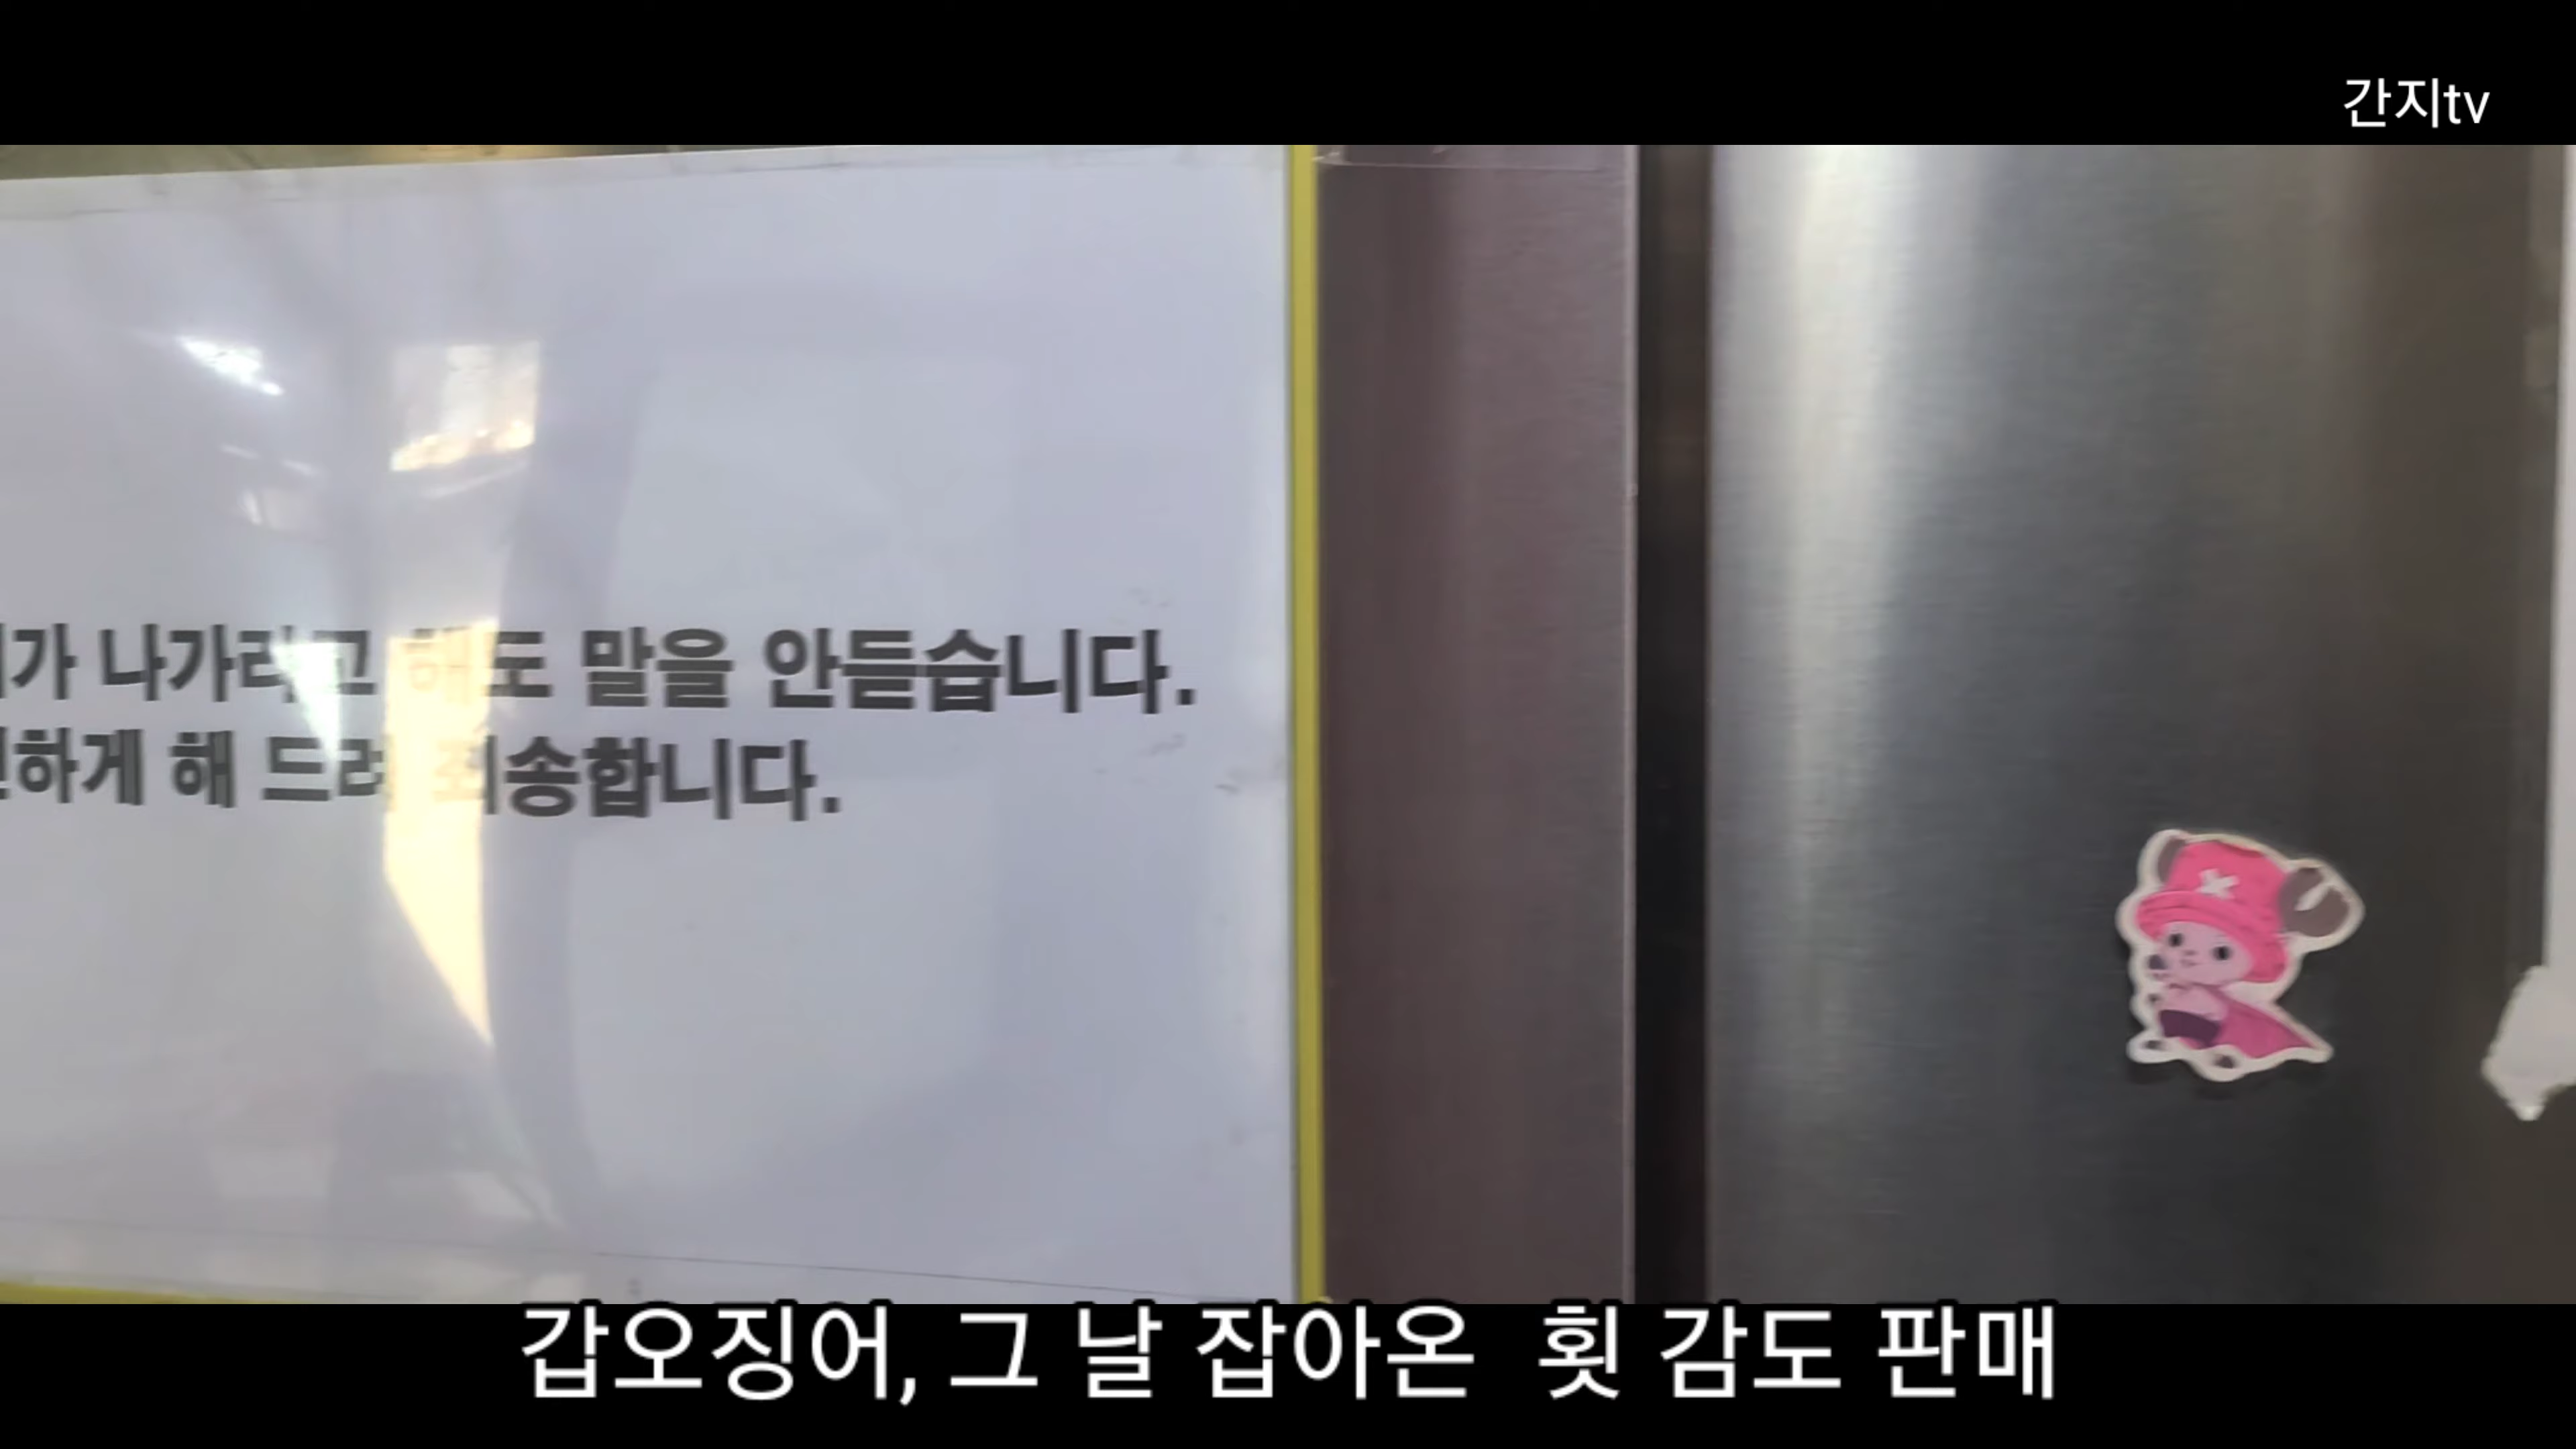 간지tv
가 나가라고 해도 말을 안듣습니다.
하게 해 드려 죄송합니다.
갑오징어, 그 날 잡아온 횟 감도 판매